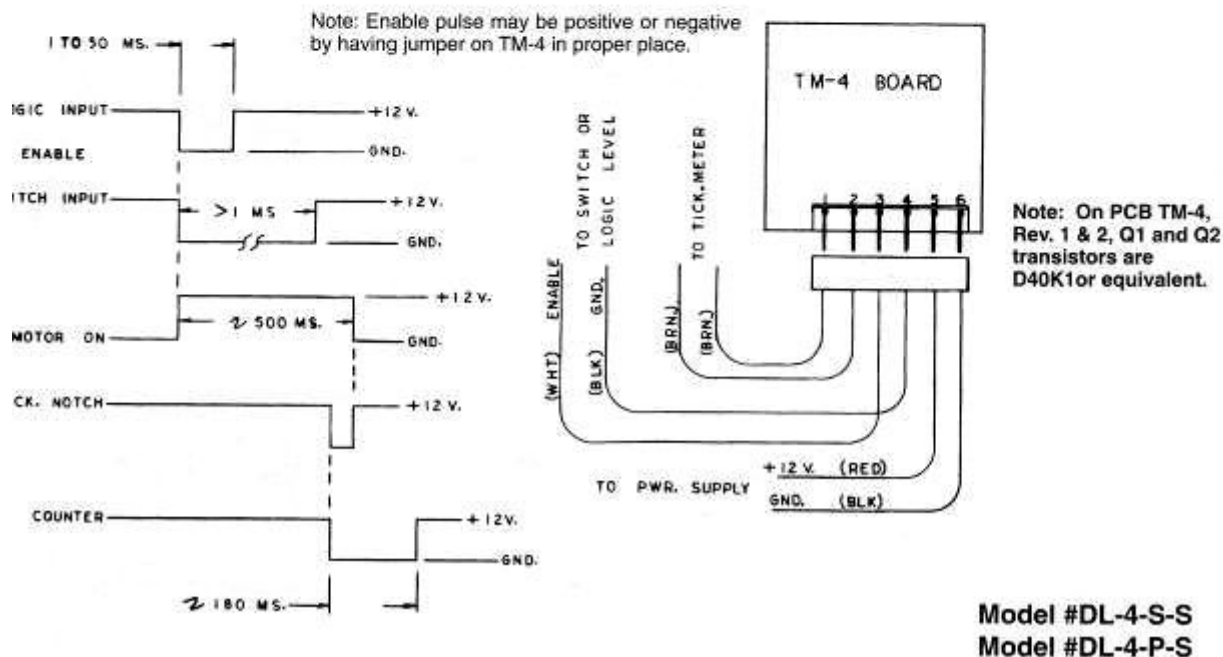 Note: Enable pulse may be positive or negative
by having jumper on TM-4 in proper place.
1 TO 50 MS.
OGIC INPUT
+12 V.
GND.
ENABLE
ITCH INPUT
>1 MS
+12 V.
GND.
+12 V.
~ 500 MS.
MOTOR ON
GND.
CK. NOTCH
+12 V.
COUNTER
+12V.
GND.
~ 180 MS.
TM-4 BOARD
1 2 3 4 5 6
TO SWITCH OR
LOGIC LEVEL
TO TICK.METER
(WHT) ENABLE
(BLK) GND.
(BRN.)
(BRN.)
+12 V. (RED)
TO PWR. SUPPLY
GND. (BLK)
Note: On PCB TM-4,
Rev. 1 & 2, Q1 and Q2
transistors are
D40K1or equivalent.
Model #DL-4-S-S
Model #DL-4-P-S